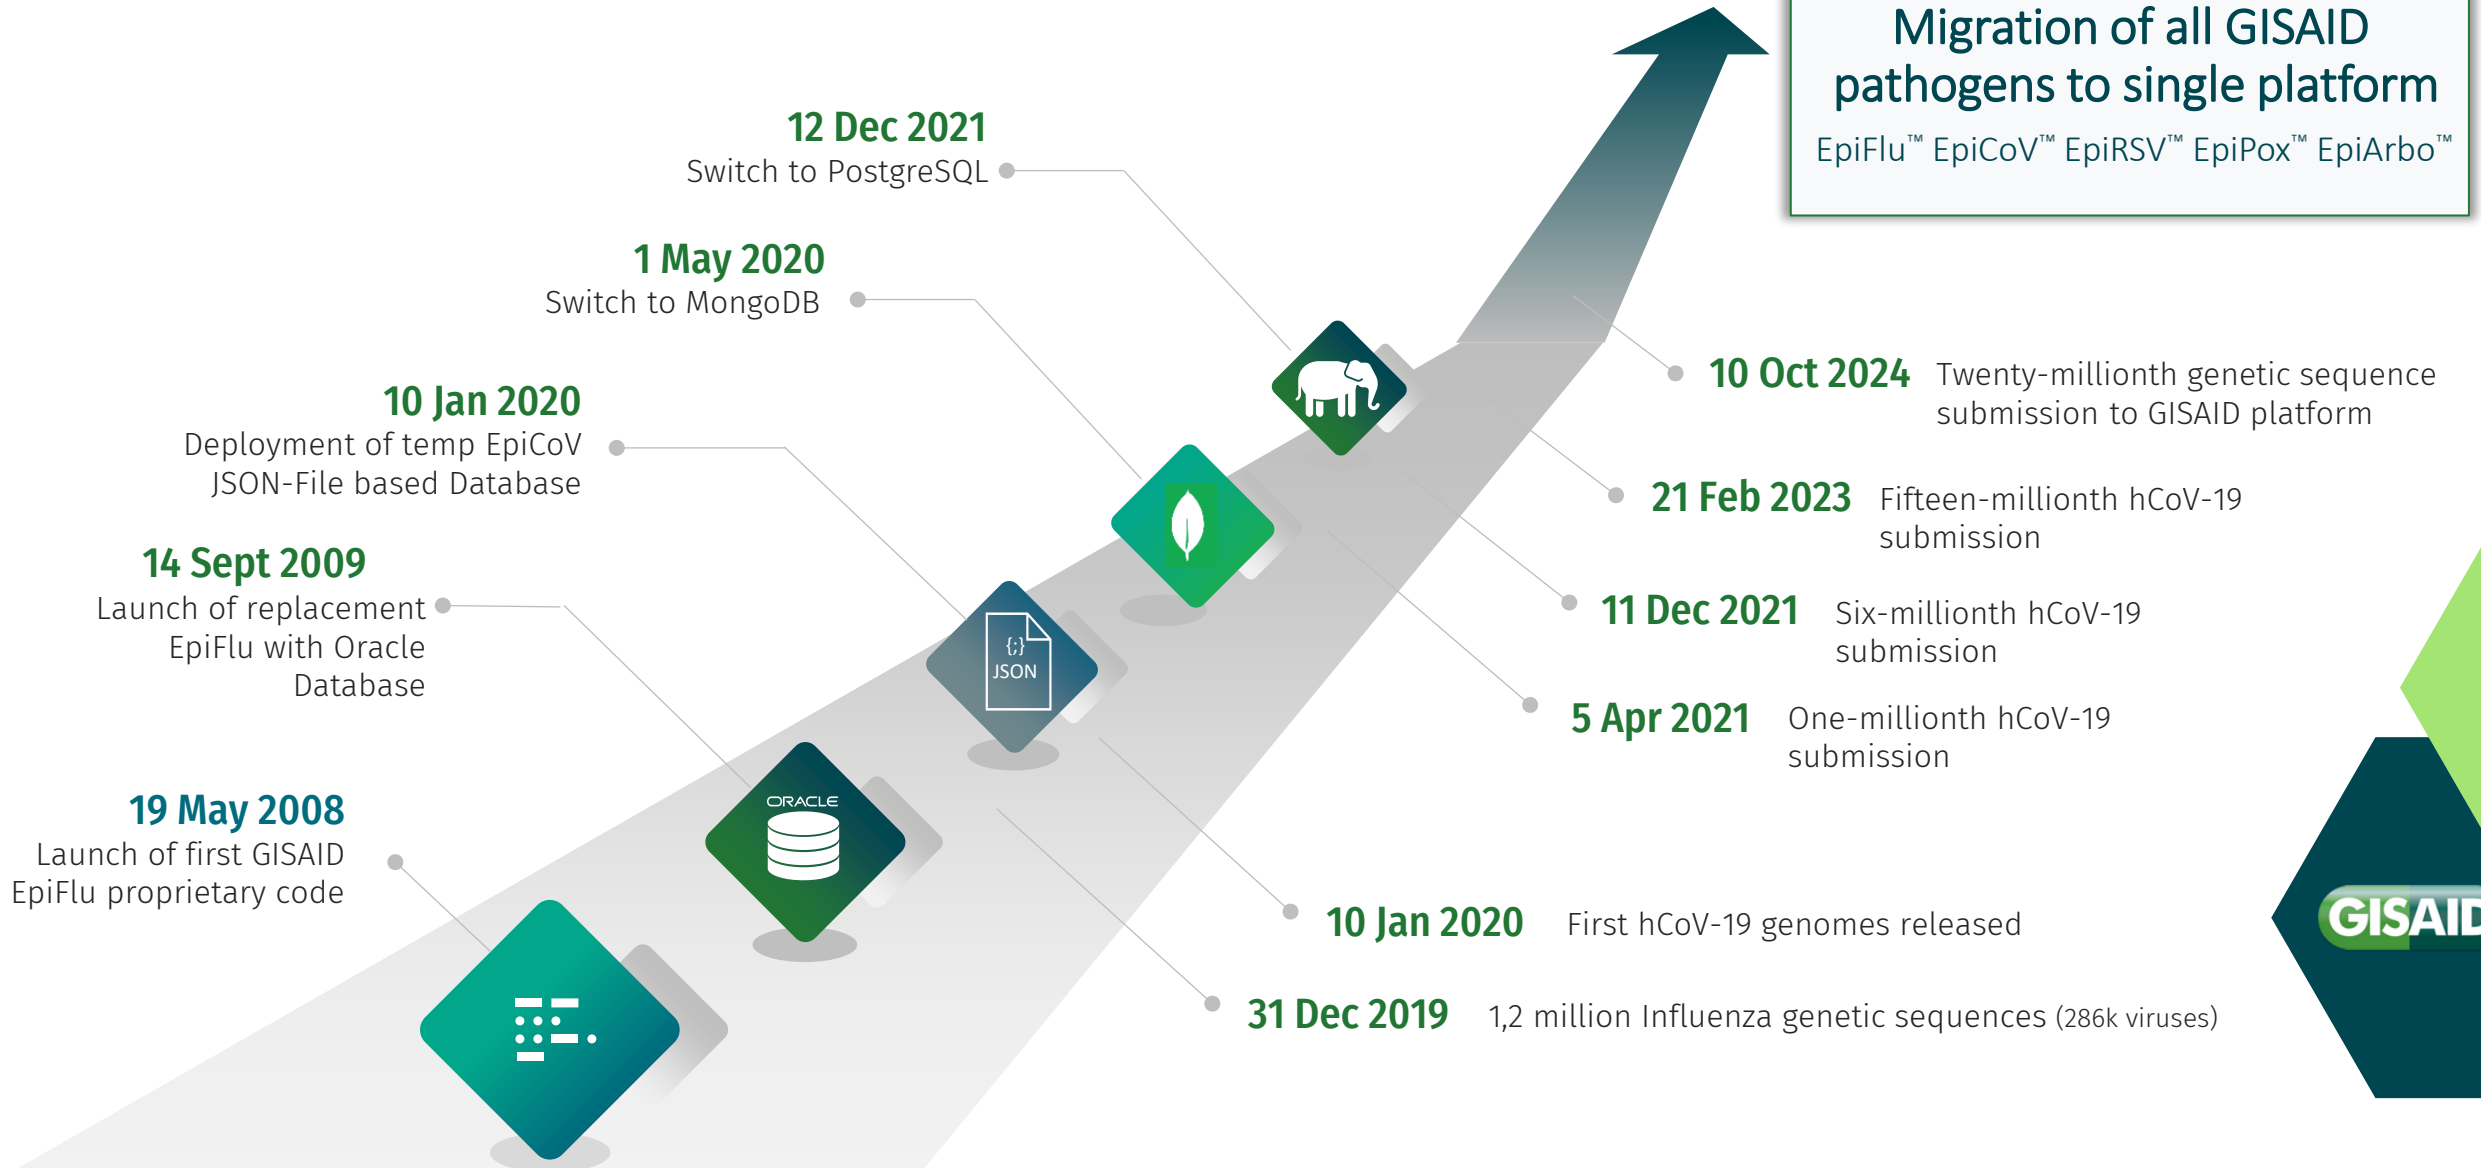 Migration of all GISAID
pathogens to single platform
EpiFlu™ EpiCoV™ EpiRSV™ EpiPox™ EpiArbo™
12 Dec 2021
Switch to PostgreSQL
1 May 2020
Switch to MongoDB
10 Jan 2020
Deployment of temp EpiCoV
JSON-File based Database
14 Sept 2009
Launch of replacement
EpiFlu with Oracle
Database
19 May 2008
Launch of first GISAID
EpiFlu proprietary code
{;}
JSON
ORACLE
10 Oct 2024 Twenty-millionth genetic sequence
submission to GISAID platform
21 Feb 2023 Fifteen-millionth hCoV-19
submission
11 Dec 2021 Six-millionth hCoV-19
submission
5 Apr 2021 One-millionth hCoV-19
submission
10 Jan 2020 First hCoV-19 genomes released
31 Dec 2019 1,2 million Influenza genetic sequences (286k viruses)
GISAID